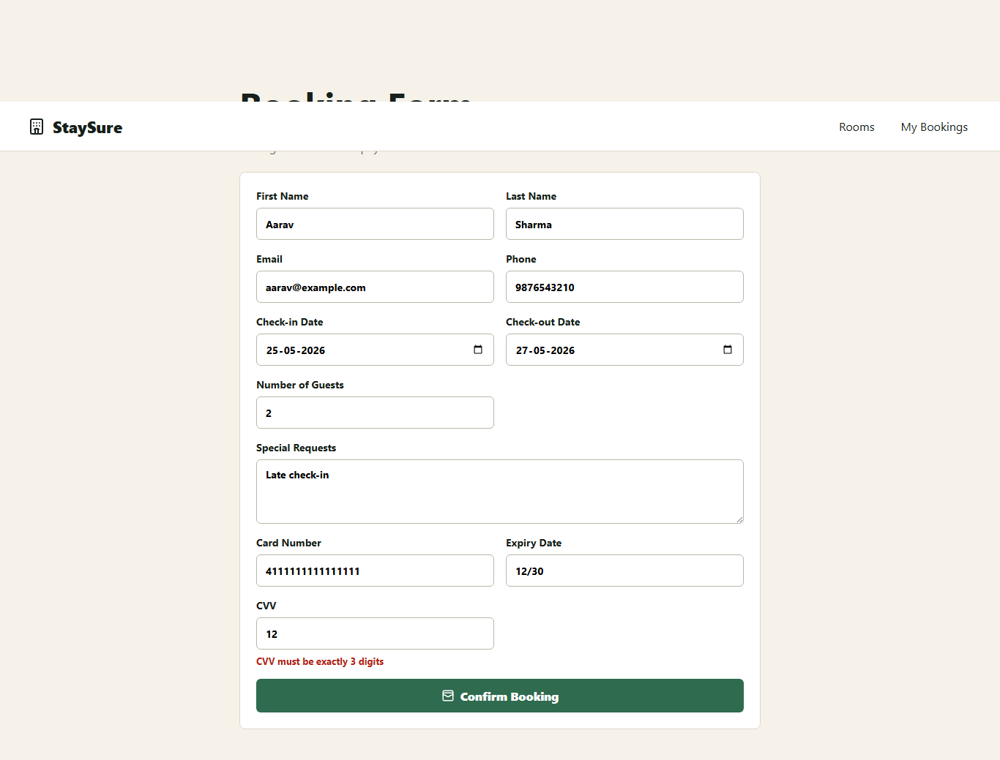 Booking Form
StaySure
Rooms
My Bookings
First Name
Last Name
Aarav
Sharma
Email
Phone
aarav@example.com
9876543210
Check-in Date
Check-out Date
25-05-2026
27-05-2026
Number of Guests
2
Special Requests
Late check-in
Card Number
Expiry Date
4111111111111111
12/30
CVV
12
CVV must be exactly 3 digits
Confirm Booking